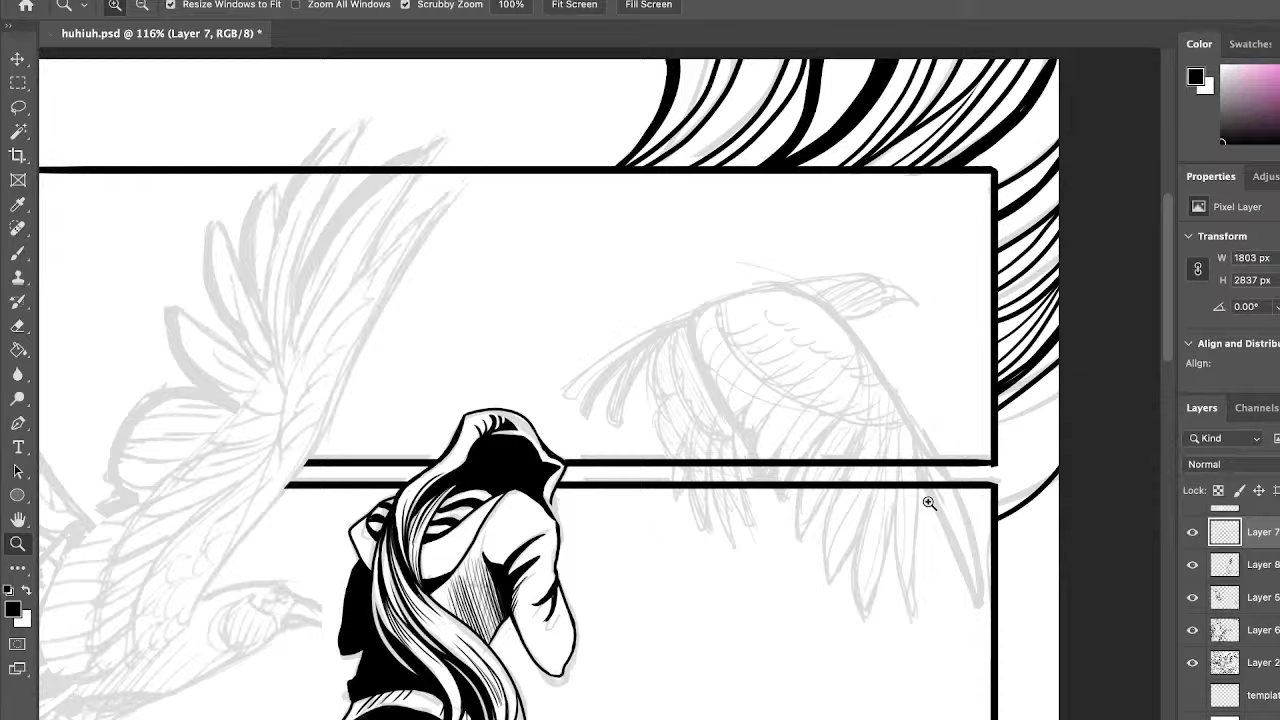 Resize Windows to Fit Zoom All Windows Scrubby Zoom 100% Fit Screen Fill Screen
huhiuh.psd @ 116% (Layer 7, RGB/8) *
Color Swatches
Properties Adjus
Pixel Layer
Transform
W 1803 px
H 2837 px
0.00°
Align and Distrib
Align:
Layers Channels
Kind
Normal
Lock:
Layer 7
Layer 8
Layer 5
Layer 6
Layer
templat